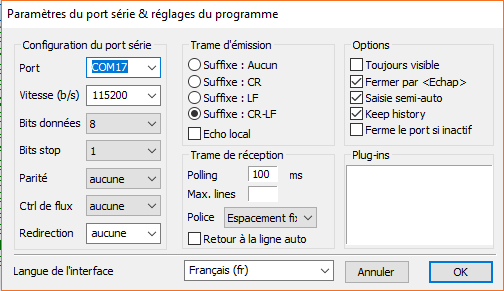 Paramètres du port série & réglages du programme
Configuration du port série
Port
COM17
Vitesse (b/s)
115200
Bits données
8
Bits stop
1
Parité
aucune
Ctrl de flux
aucune
Redirection
aucune
Trame d'émission
Suffixe : Aucun
Suffixe : CR
Suffixe : LF
Suffixe : CR-LF
Echo local
Trame de réception
Polling
100
ms
Max. lines
Police
Espacement fix
Retour à la ligne auto
Options
Toujours visible
Fermer par <Echap>
Saisie semi-auto
Keep history
Ferme le port si inactif
Plug-ins
Langue de l'interface
Français (fr)
Annuler
OK